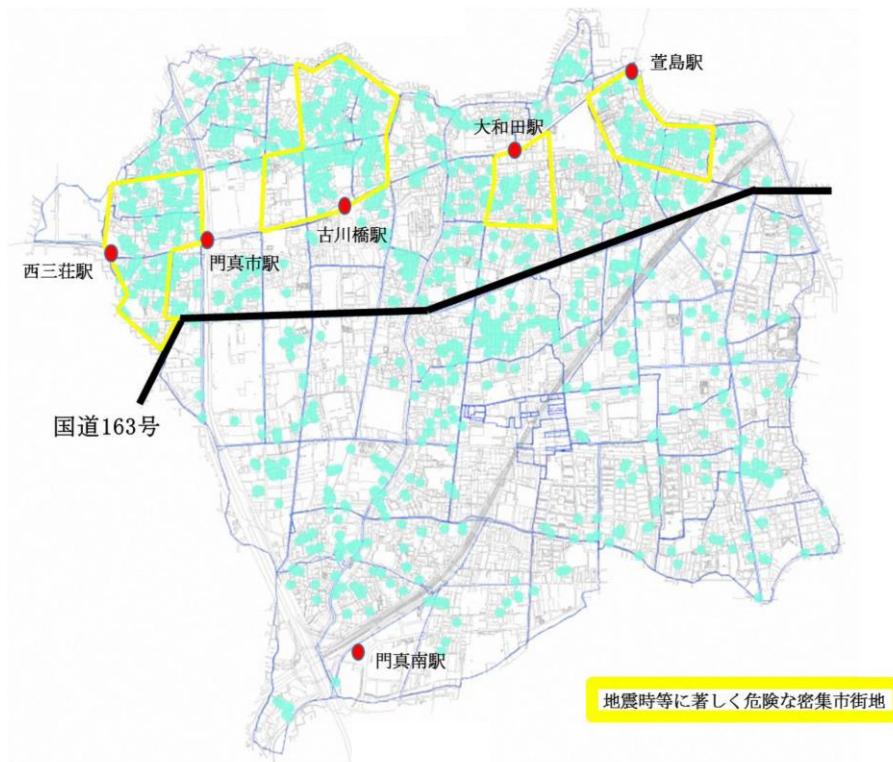 萱島駅
大和田駅
古川橋駅
門真市駅
西三荘駅
国道163号
門真南駅
地震時等に著しく危険な密集市街地